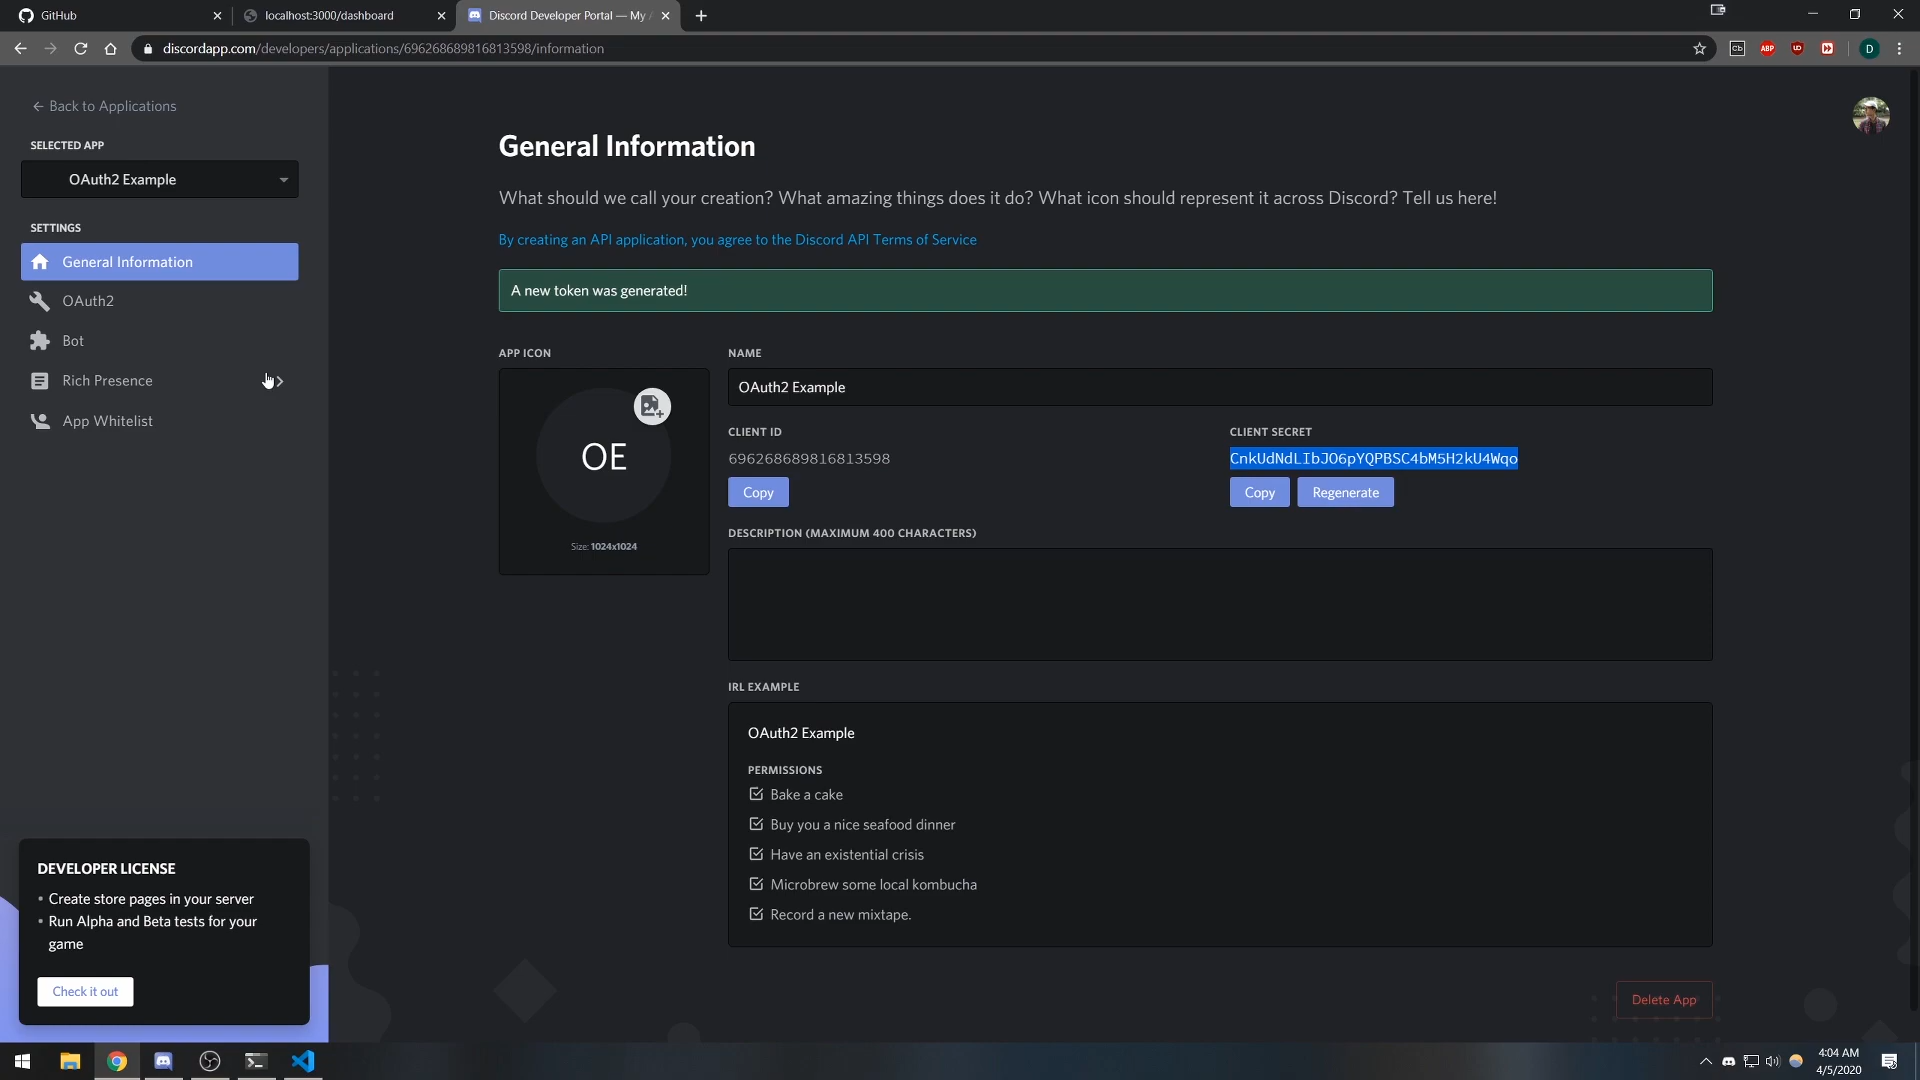 GitHub
localhost:3000/dashboard
Discord Developer Portal — My A
discordapp.com/developers/applications/696268689816813598/information
Cb
ABP
UO
D
← Back to Applications
SELECTED APP
OAuth2 Example
SETTINGS
General Information
OAuth2
Bot
Rich Presence
App Whitelist
DEVELOPER LICENSE
• Create store pages in your server
• Run Alpha and Beta tests for your
game
Check it out
General Information
What should we call your creation? What amazing things does it do? What icon should represent it across Discord? Tell us here!
By creating an API application, you agree to the Discord API Terms of Service
A new token was generated!
APP ICON
OE
Size: 1024x1024
NAME
OAuth2 Example
CLIENT ID
696268689816813598
Copy
CLIENT SECRET
CnkUdNdLIbJO6pYQPBSC4bM5H2kU4Wqo
Copy
Regenerate
DESCRIPTION (MAXIMUM 400 CHARACTERS)
IRL EXAMPLE
OAuth2 Example
PERMISSIONS
Bake a cake
Buy you a nice seafood dinner
Have an existential crisis
Microbrew some local kombucha
Record a new mixtape.
Delete App
4:04 AM
4/5/2020